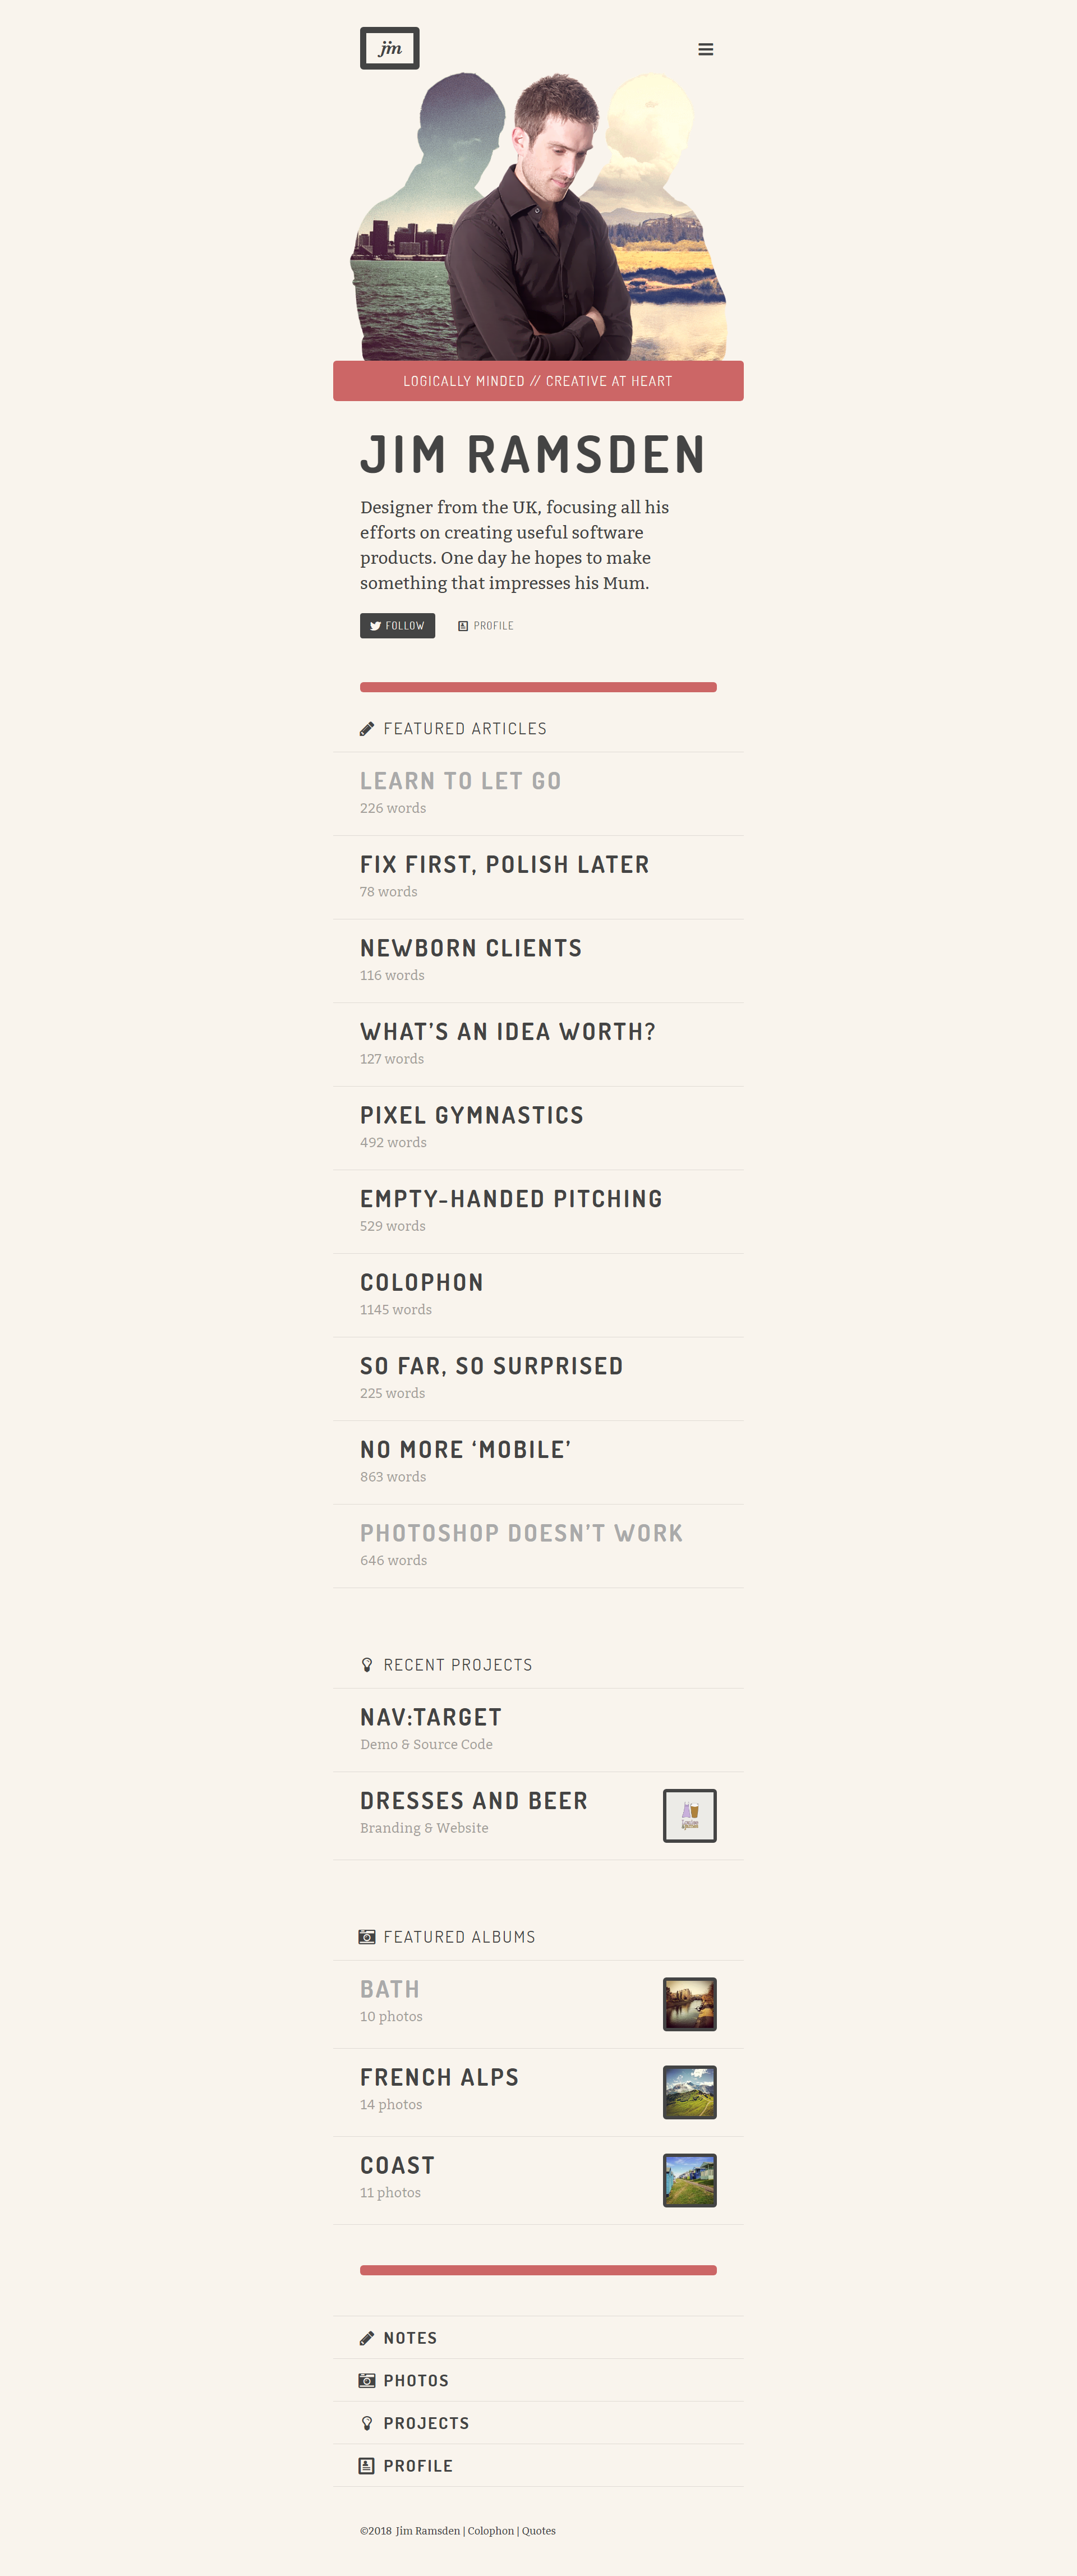 jim
LOGICALLY MINDED // CREATIVE AT HEART
JIM RAMSDEN
Designer from the UK, focusing all his
efforts on creating useful software
products. One day he hopes to make
something that impresses his Mum.
FOLLOW PROFILE
FEATURED ARTICLES
LEARN TO LET GO
226 words
FIX FIRST, POLISH LATER
78 words
NEWBORN CLIENTS
116 words
WHAT’S AN IDEA WORTH?
127 words
PIXEL GYMNASTICS
492 words
EMPTY-HANDED PITCHING
529 words
COLOPHON
1145 words
SO FAR, SO SURPRISED
225 words
NO MORE ‘MOBILE’
863 words
PHOTOSHOP DOESN’T WORK
646 words
RECENT PROJECTS
NAV:TARGET
Demo & Source Code
DRESSES AND BEER
Branding & Website
FEATURED ALBUMS
BATH
10 photos
FRENCH ALPS
14 photos
COAST
11 photos
NOTES
PHOTOS
PROJECTS
PROFILE
©2018 Jim Ramsden | Colophon | Quotes